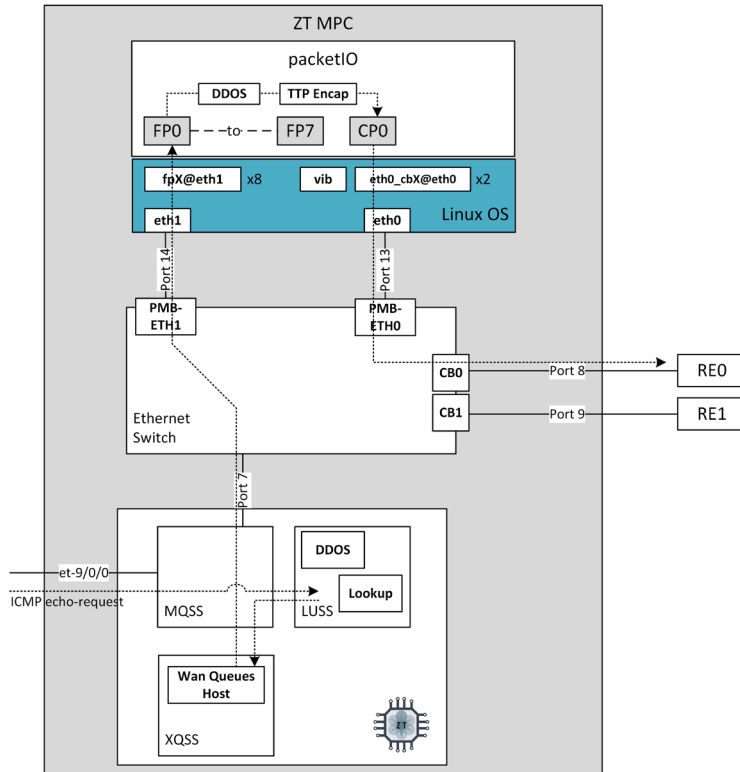 ZT MPC
packetIO
DDOS
TTP Encap
FP0
to
FP7
CP0
fpX@eth1
x8
vib
eth0_cbX@eth0
x2
eth1
eth0
Linux OS
Port 14
Port 13
PMB-
ETH1
PMB-
ETH0
CB0
Port 8
RE0
CB1
Port 9
RE1
Ethernet
Switch
Port 7
et-9/0/0
ICMP echo-request
MQSS
DDOS
Lookup
LUSS
Wan Queues
Host
XQSS
ZT